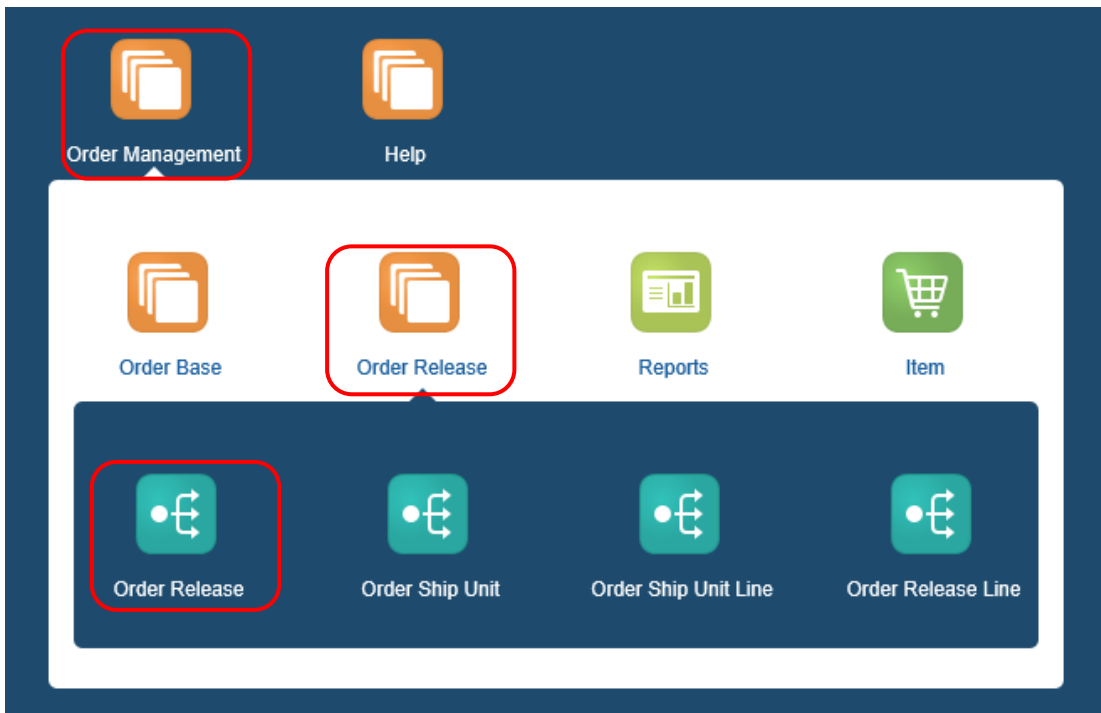 Order Management
Help
Order Base
Order Release
Reports
Item
Order Release
Order Ship Unit
Order Ship Unit Line
Order Release Line